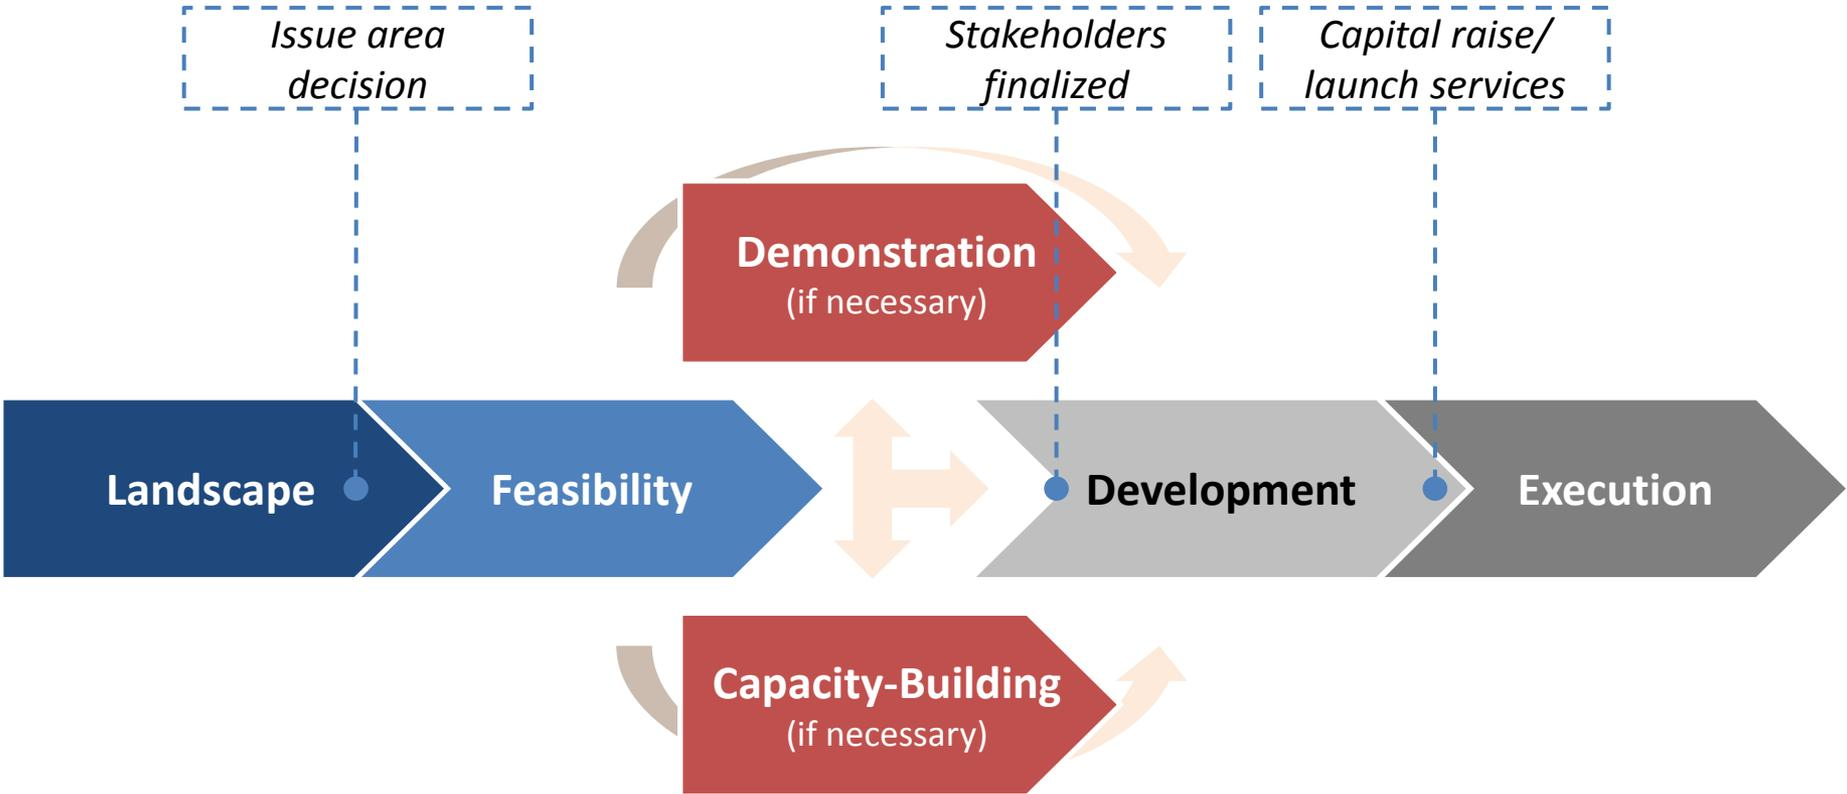 Issue area
decision
Stakeholders
finalized
Capital raise/
launch services
Demonstration
(if necessary)
Landscape
Feasibility
Development
Execution
Capacity-Building
(if necessary)